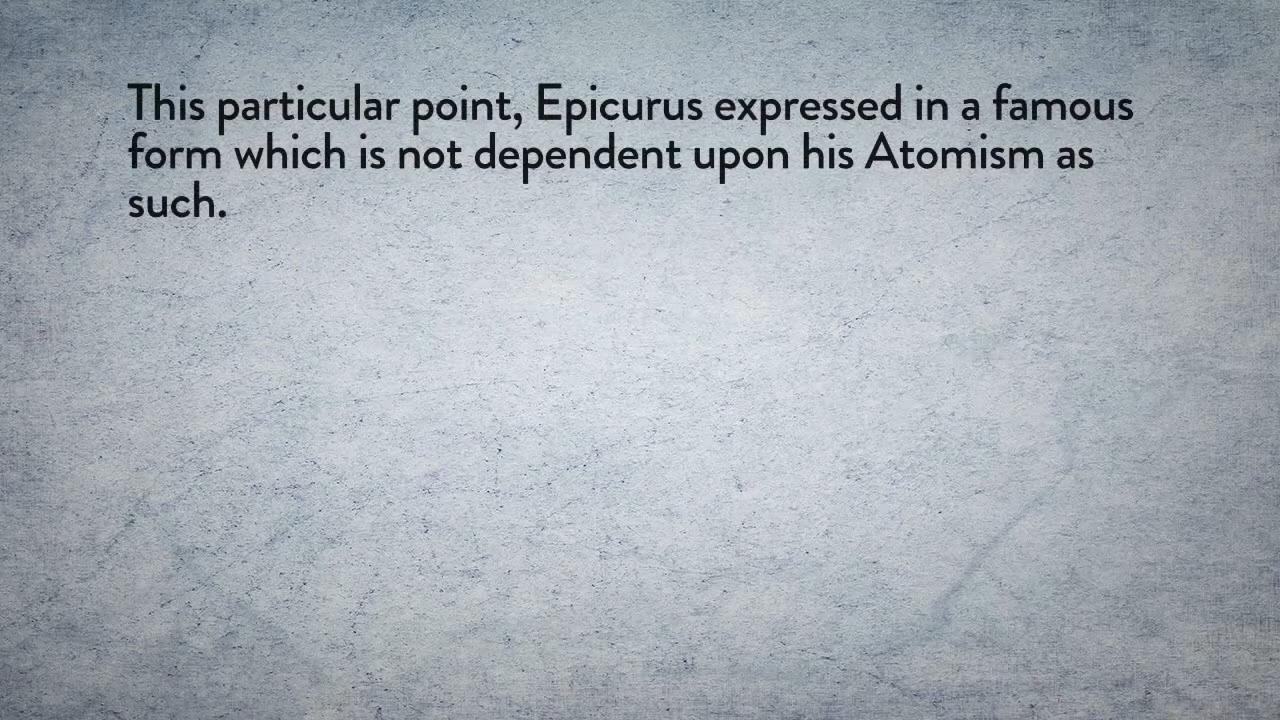 This particular point, Epicurus expressed in a famous
form which is not dependent upon his Atomism as
such.